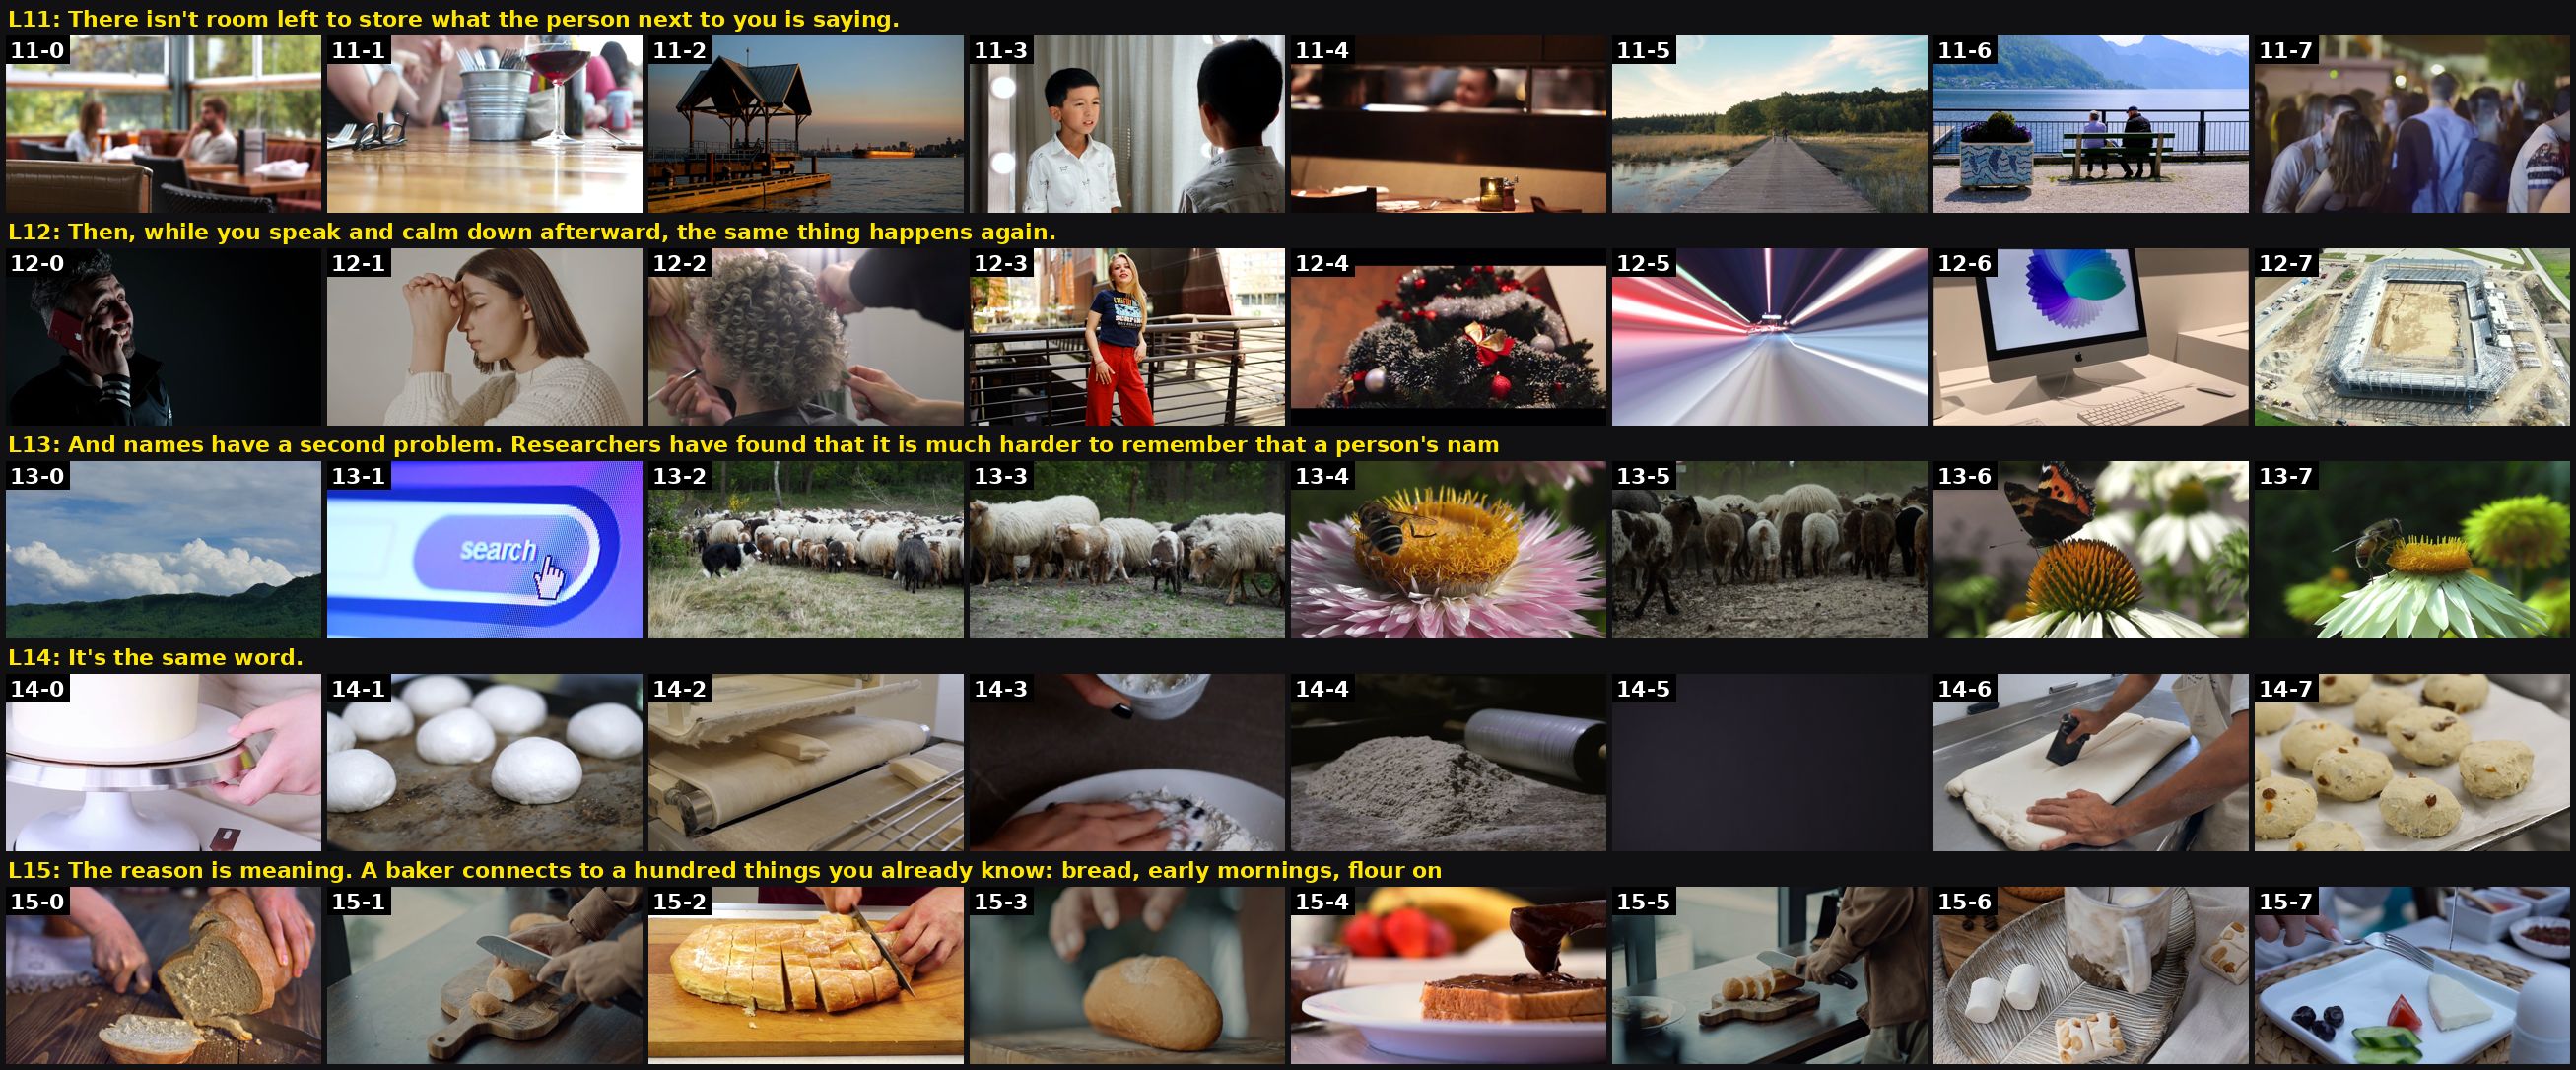 L11: There isn't room left to store what the person next to you is saying.
11-0 11-1 11-2 11-3 11-4 11-5 11-6 11-7
L12: Then, while you speak and calm down afterward, the same thing happens again.
12-0 12-1 12-2 12-3 12-4 12-5 12-6 12-7
L13: And names have a second problem. Researchers have found that it is much harder to remember that a person's nam
13-0 13-1 13-2 13-3 13-4 13-5 13-6 13-7
search
L14: It's the same word.
14-0 14-1 14-2 14-3 14-4 14-5 14-6 14-7
L15: The reason is meaning. A baker connects to a hundred things you already know: bread, early mornings, flour on
15-0 15-1 15-2 15-3 15-4 15-5 15-6 15-7